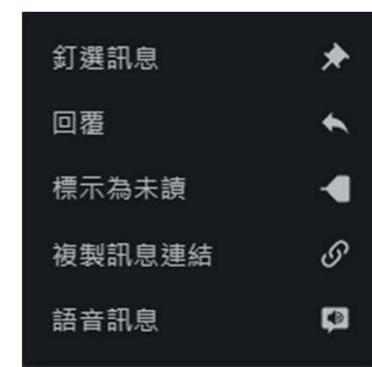 釘選訊息
回覆
標示為未讀
複製訊息連結
語音訊息